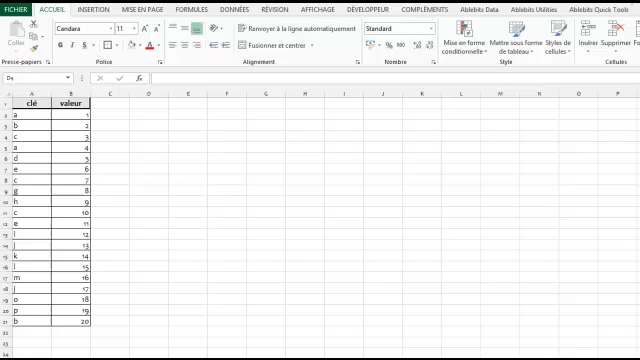 FICHIER ACCUEIL INSERTION MISE EN PAGE FORMULES DONNÉES RÉVISION AFFICHAGE DÉVELOPPEUR COMPLÉMENTS Ablebits Data Ablebits Utilities Ablebits Quick Tools
Candara 11 Renvoyer à la ligne automatiquement Standard
Coller G I S Fusionner et centrer % 000 Mise en forme conditionnelle Mettre sous forme de tableau Styles de cellules Insérer Supprimer
Presse-papiers Police Alignement Nombre Style Cellules
D5 fx
A B C D E F G H I J K L M N O P
1 clé valeur
2 a 1
3 b 2
4 c 3
5 a 4
6 d 5
7 e 6
8 c 7
9 g 8
10 h 9
11 c 10
12 e 11
13 l 12
14 j 13
15 k 14
16 l 15
17 m 16
18 j 17
19 o 18
20 p 19
21 b 20
22
23
24